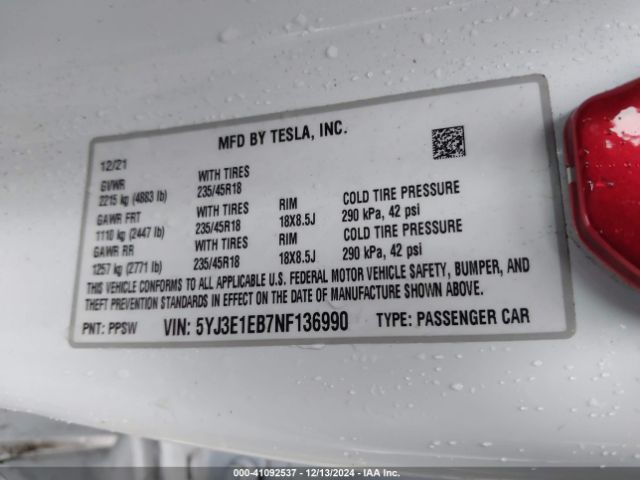 MFD BY TESLA, INC.
12/21
GVWR WITH TIRES
2215 kg (4883 lb) 235/45R18
GAWR FRT WITH TIRES RIM COLD TIRE PRESSURE
1110 kg (2447 lb) 235/45R18 18X8.5J 290 kPa, 42 psi
GAWR RR WITH TIRES RIM COLD TIRE PRESSURE
1257 kg (2771 lb) 235/45R18 18X8.5J 290 kPa, 42 psi
THIS VEHICLE CONFORMS TO ALL APPLICABLE U.S. FEDERAL MOTOR VEHICLE SAFETY, BUMPER, AND
THEFT PREVENTION STANDARDS IN EFFECT ON THE DATE OF MANUFACTURE SHOWN ABOVE.
PNT: PPSW VIN: 5YJ3E1EB7NF136990 TYPE: PASSENGER CAR
000-41092537 - 12/13/2024 - IAA Inc.